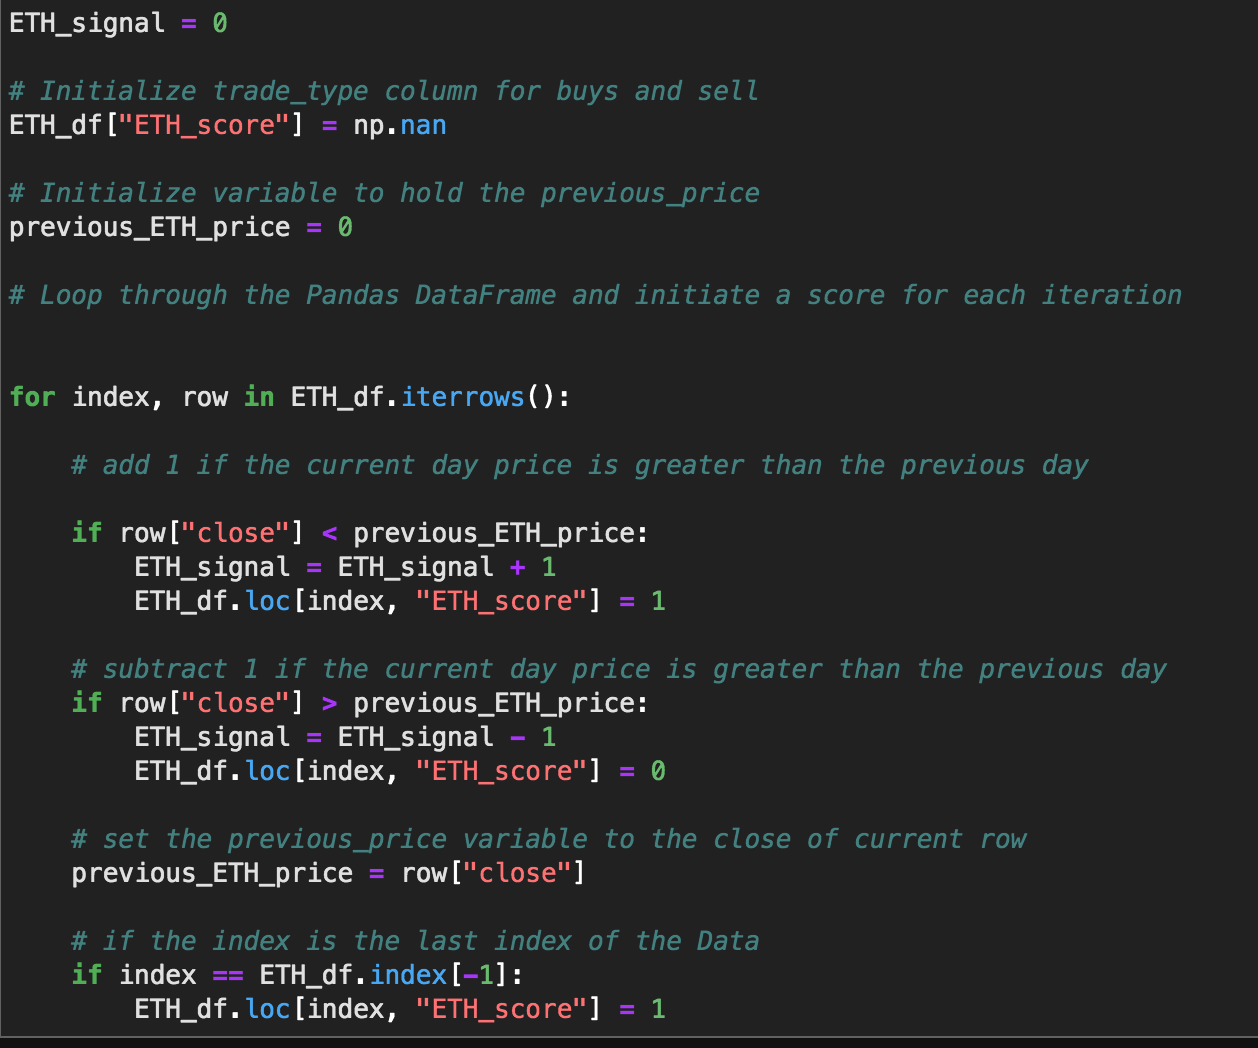 ETH_signal = 0
# Initialize trade_type column for buys and sell
ETH_df["ETH_score"] = np.nan
# Initialize variable to hold the previous_price
previous_ETH_price = 0
# Loop through the Pandas DataFrame and initiate a score for each iteration
for index, row in ETH_df.iterrows():
    # add 1 if the current day price is greater than the previous day
    if row["close"] < previous_ETH_price:
        ETH_signal = ETH_signal + 1
        ETH_df.loc[index, "ETH_score"] = 1
    # subtract 1 if the current day price is greater than the previous day
    if row["close"] > previous_ETH_price:
        ETH_signal = ETH_signal - 1
        ETH_df.loc[index, "ETH_score"] = 0
    # set the previous_price variable to the close of current row
    previous_ETH_price = row["close"]
    # if the index is the last index of the Data
    if index == ETH_df.index[-1]:
        ETH_df.loc[index, "ETH_score"] = 1